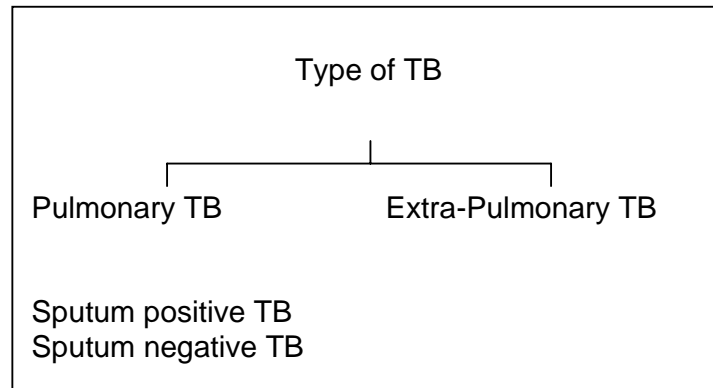 Type of TB
Pulmonary TB
Extra-Pulmonary TB
Sputum positive TB
Sputum negative TB